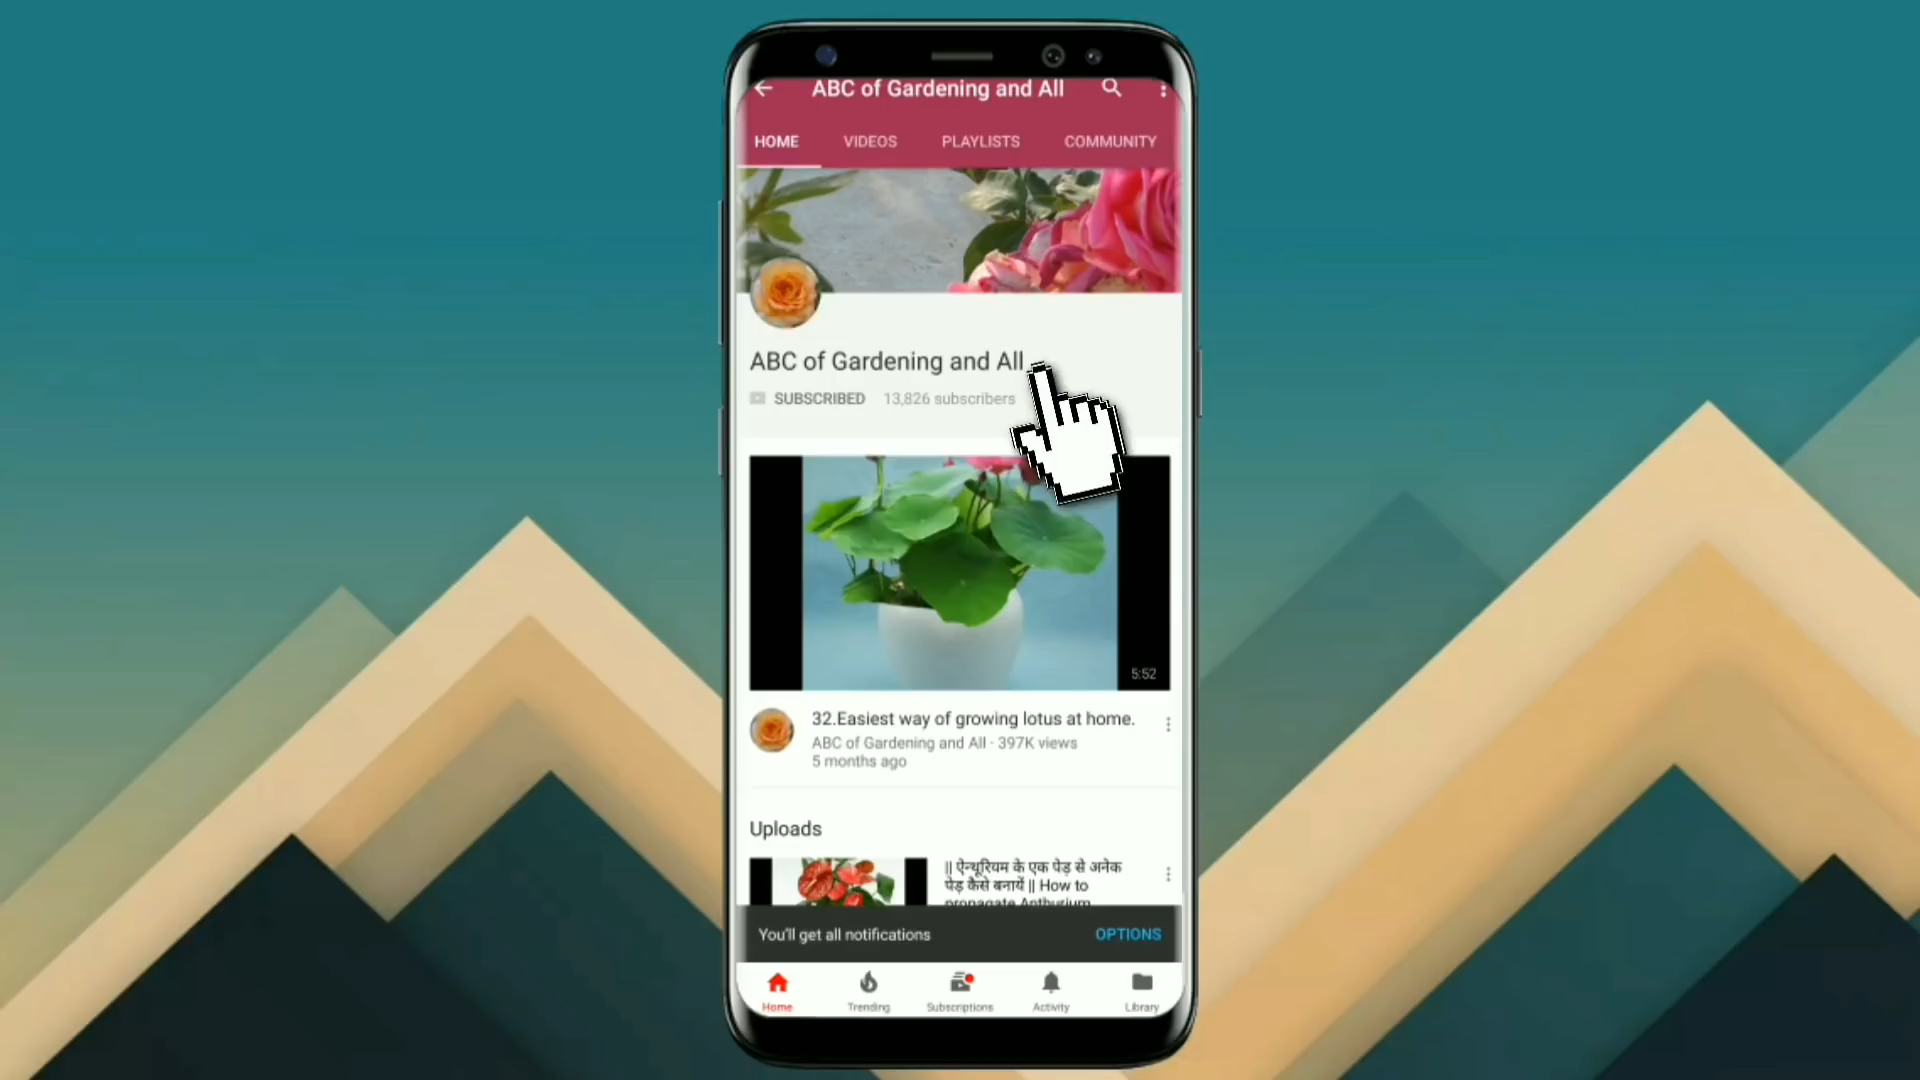 ABC of Gardening and All
HOME VIDEOS PLAYLISTS COMMUNITY
ABC of Gardening and All
SUBSCRIBED 13,826 subscribers
5:52
32.Easiest way of growing lotus at home.
ABC of Gardening and All · 397K views
5 months ago
Uploads
|| ऐन्थूरियम के एक पेड़ से अनेक
पेड़ कैसे बनायें || How to
propagate Anthurium
You'll get all notifications OPTIONS
Home Trending Subscriptions Activity Library